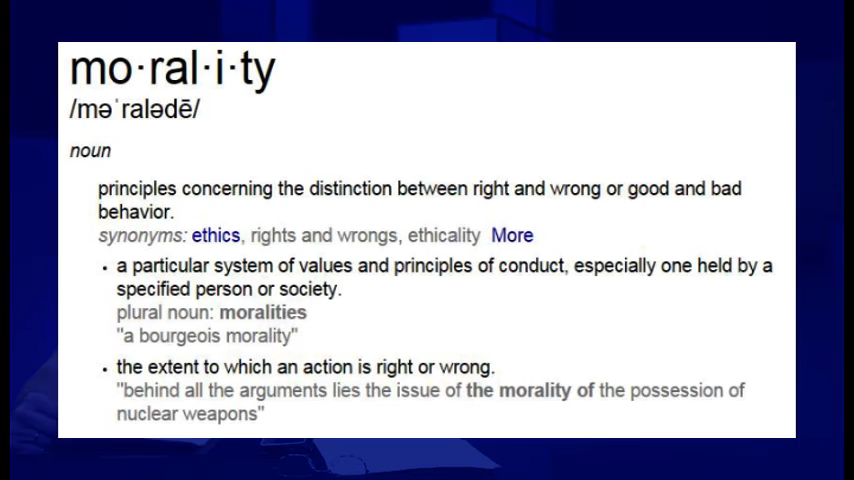 mo·ral·i·ty
/məˈralədē/
noun
principles concerning the distinction between right and wrong or good and bad
behavior.
synonyms: ethics, rights and wrongs, ethicality More
• a particular system of values and principles of conduct, especially one held by a
specified person or society.
plural noun: moralities
"a bourgeois morality"
• the extent to which an action is right or wrong.
"behind all the arguments lies the issue of the morality of the possession of
nuclear weapons"